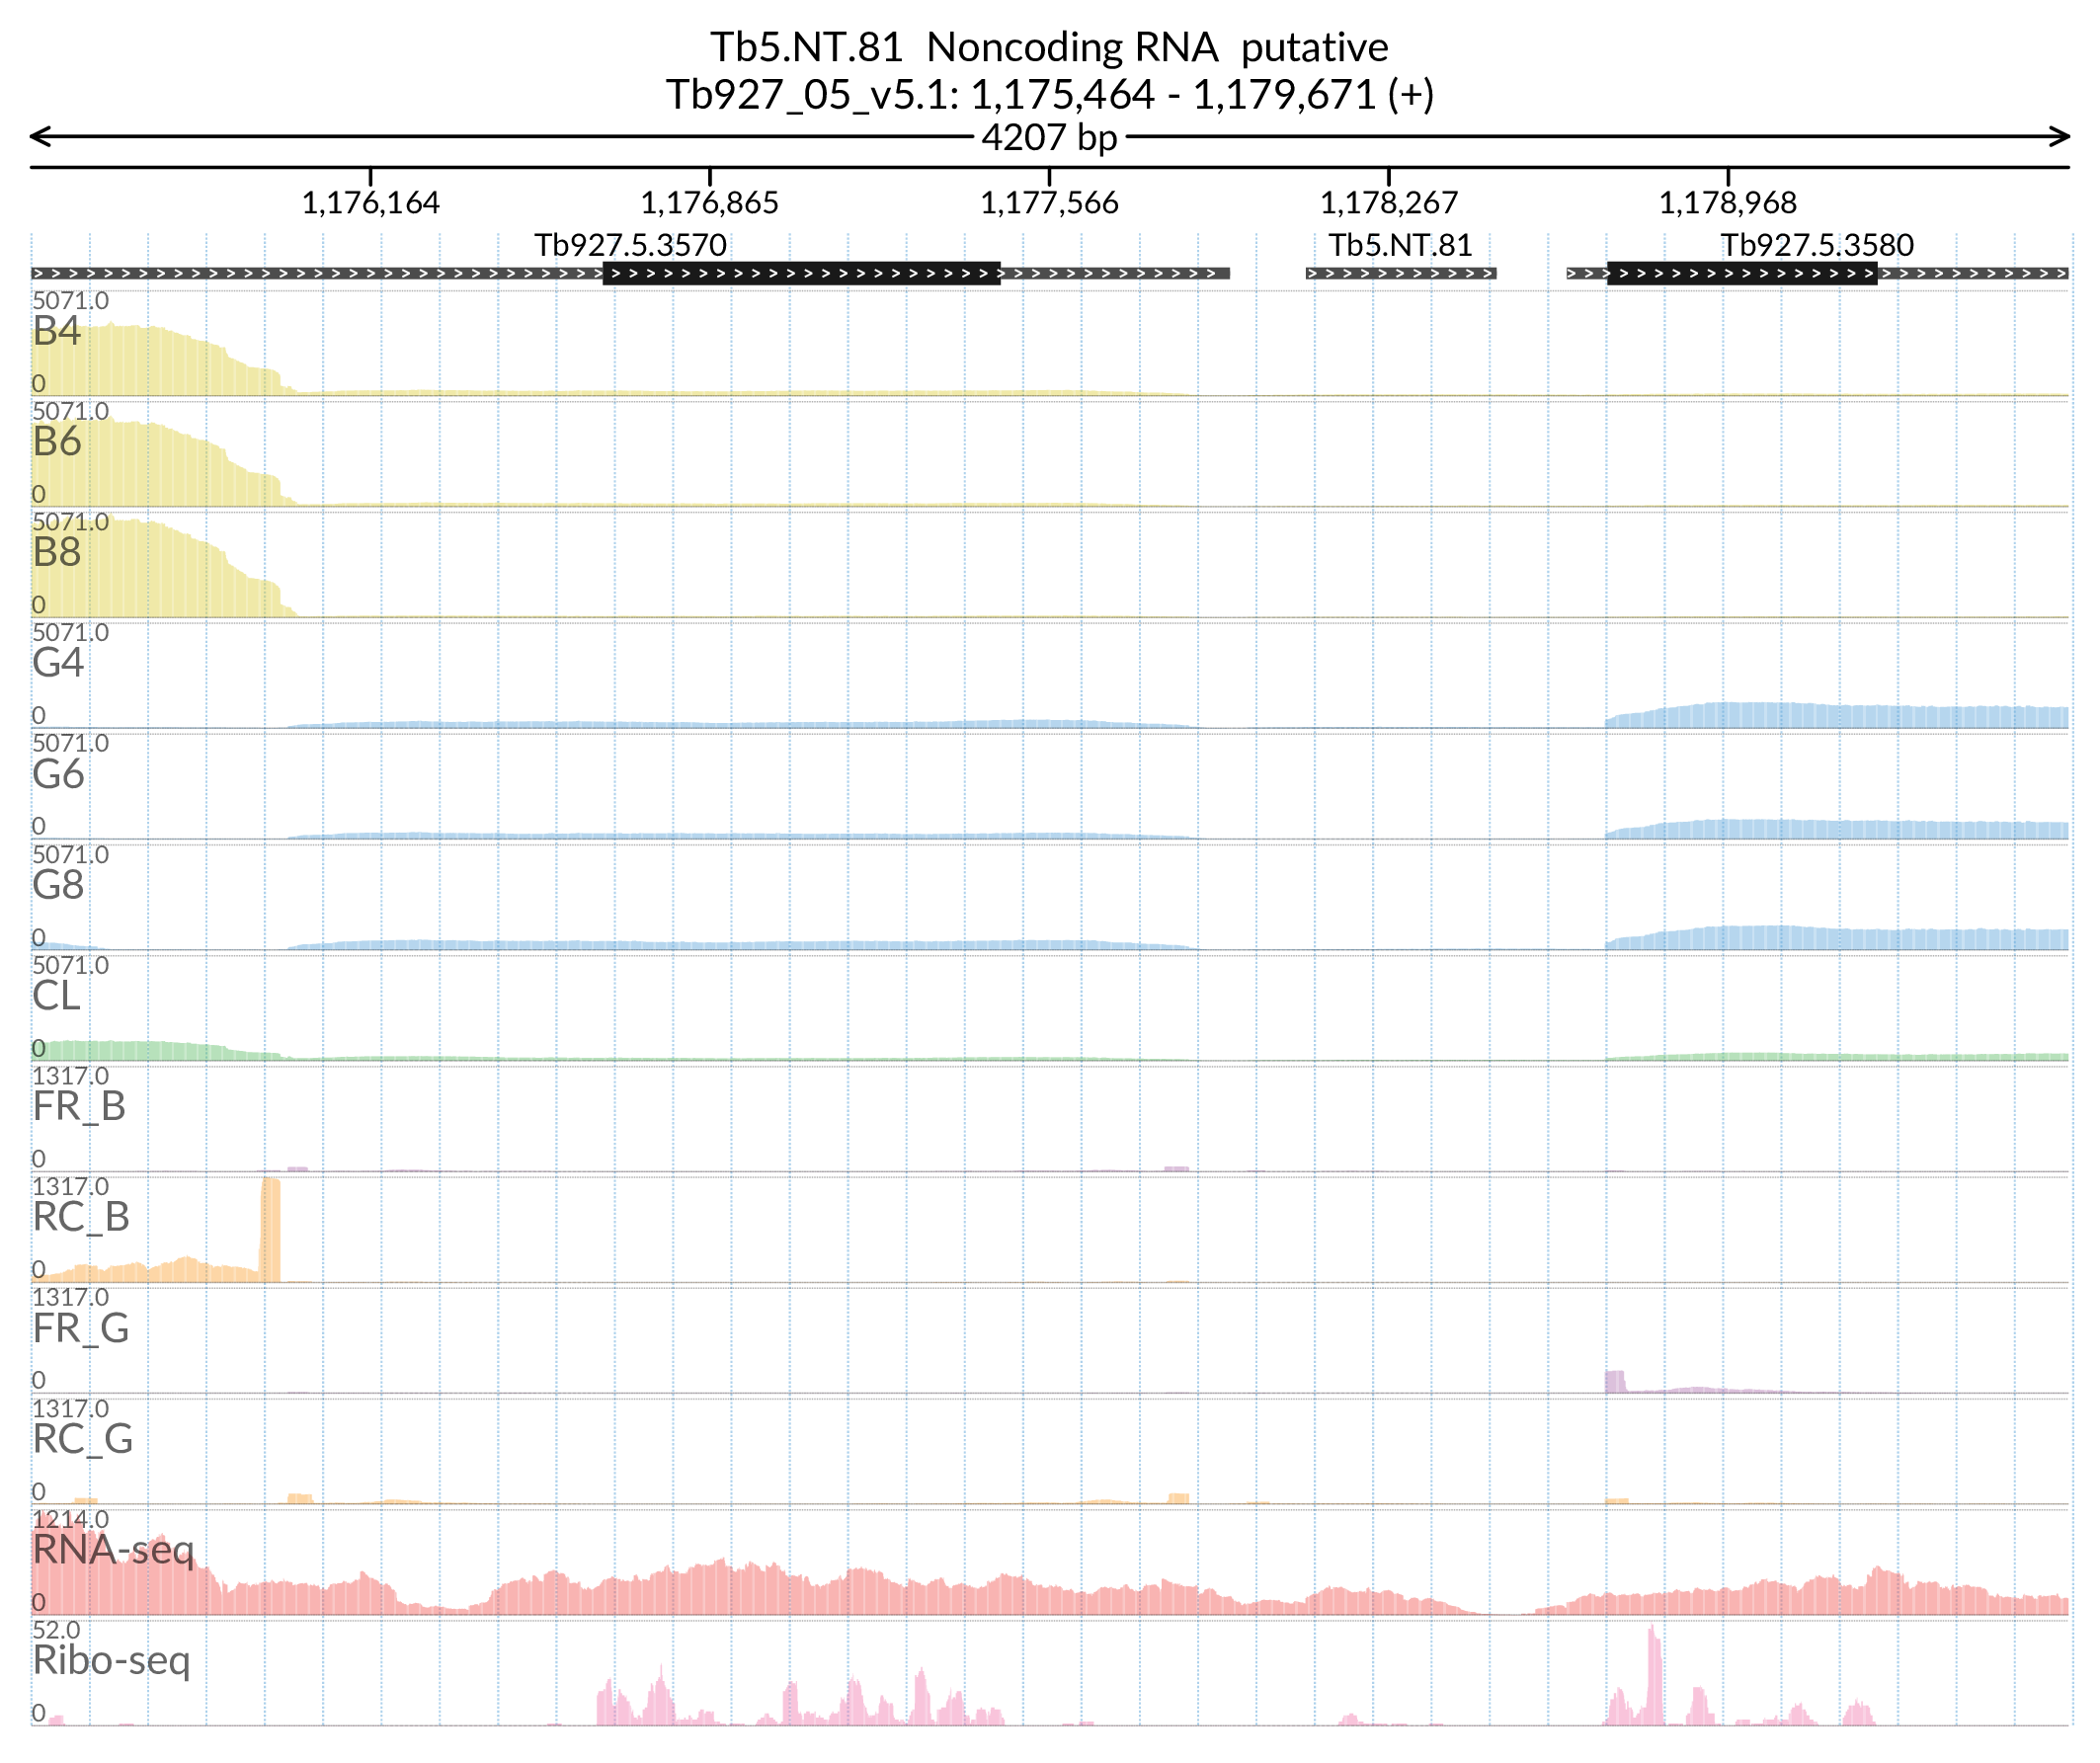 Tb5.NT.81 Noncoding RNA putative
Tb927_05_v5.1: 1,175,464 - 1,179,671 (+)
4207 bp
1,176,164 1,176,865 1,177,566 1,178,267 1,178,968
Tb927.5.3570 Tb5.NT.81 Tb927.5.3580
5071.0
B4
0
5071.0
B6
0
5071.0
B8
0
5071.0
G4
0
5071.0
G6
0
5071.0
G8
0
5071.0
CL
0
1317.0
FR_B
0
1317.0
RC_B
0
1317.0
FR_G
0
1317.0
RC_G
0
1214.0
RNA-seq
0
52.0
Ribo-seq
0